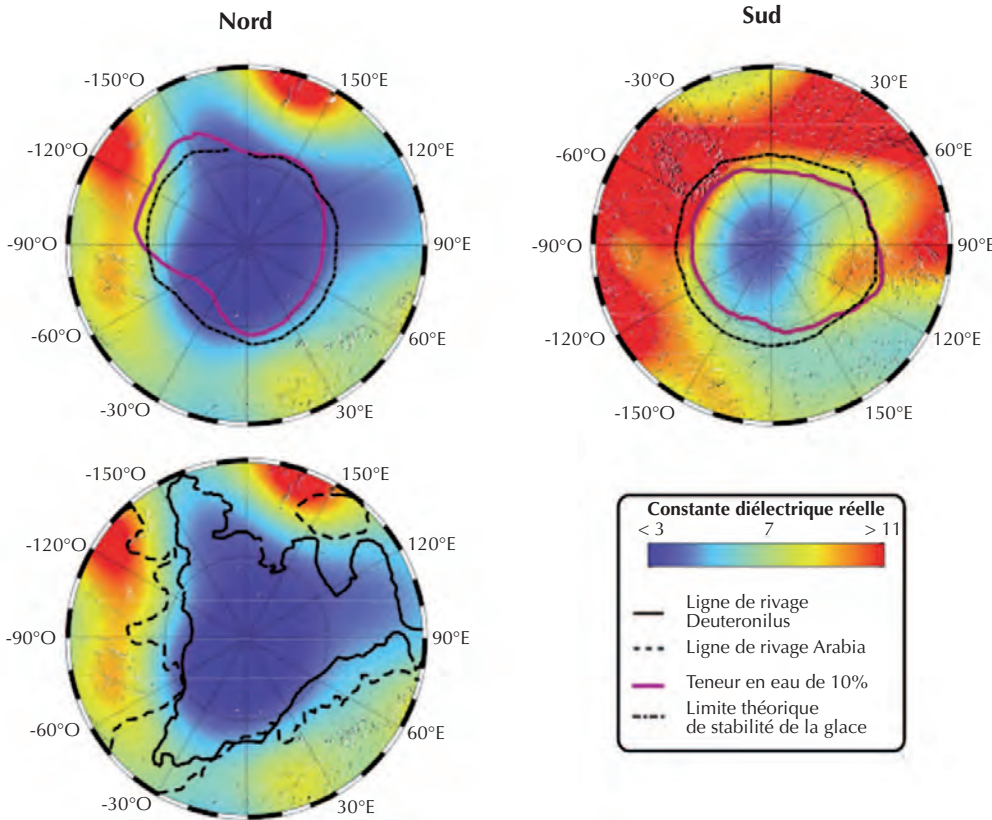 Nord
-150°O
150°E
-120°O
120°E
-90°O
90°E
-60°O
60°E
-30°O
30°E
Sud
-30°O
30°E
-60°O
60°E
-90°O
90°E
-120°O
120°E
-150°O
150°E
-150°O
150°E
-120°O
120°E
-90°O
90°E
-60°O
60°E
-30°O
30°E
Constante diélectrique réelle
< 3 7 > 11
Ligne de rivage
Deuteronilus
Ligne de rivage Arabia
Teneur en eau de 10%
Limite théorique
de stabilité de la glace